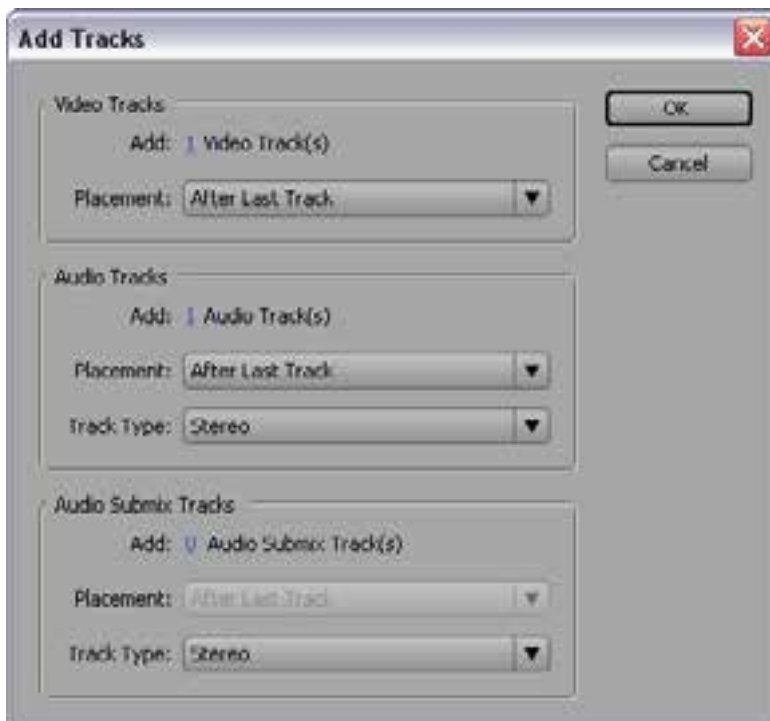 Add Tracks
Video Tracks
OK
Add: 1 Video Track(s)
Cancel
Placement: After Last Track
Audio Tracks
Add: 1 Audio Track(s)
Placement: After Last Track
Track Type: Stereo
Audio Submix Tracks
Add: 0 Audio Submix Track(s)
Placement: After Last Track
Track Type: Stereo